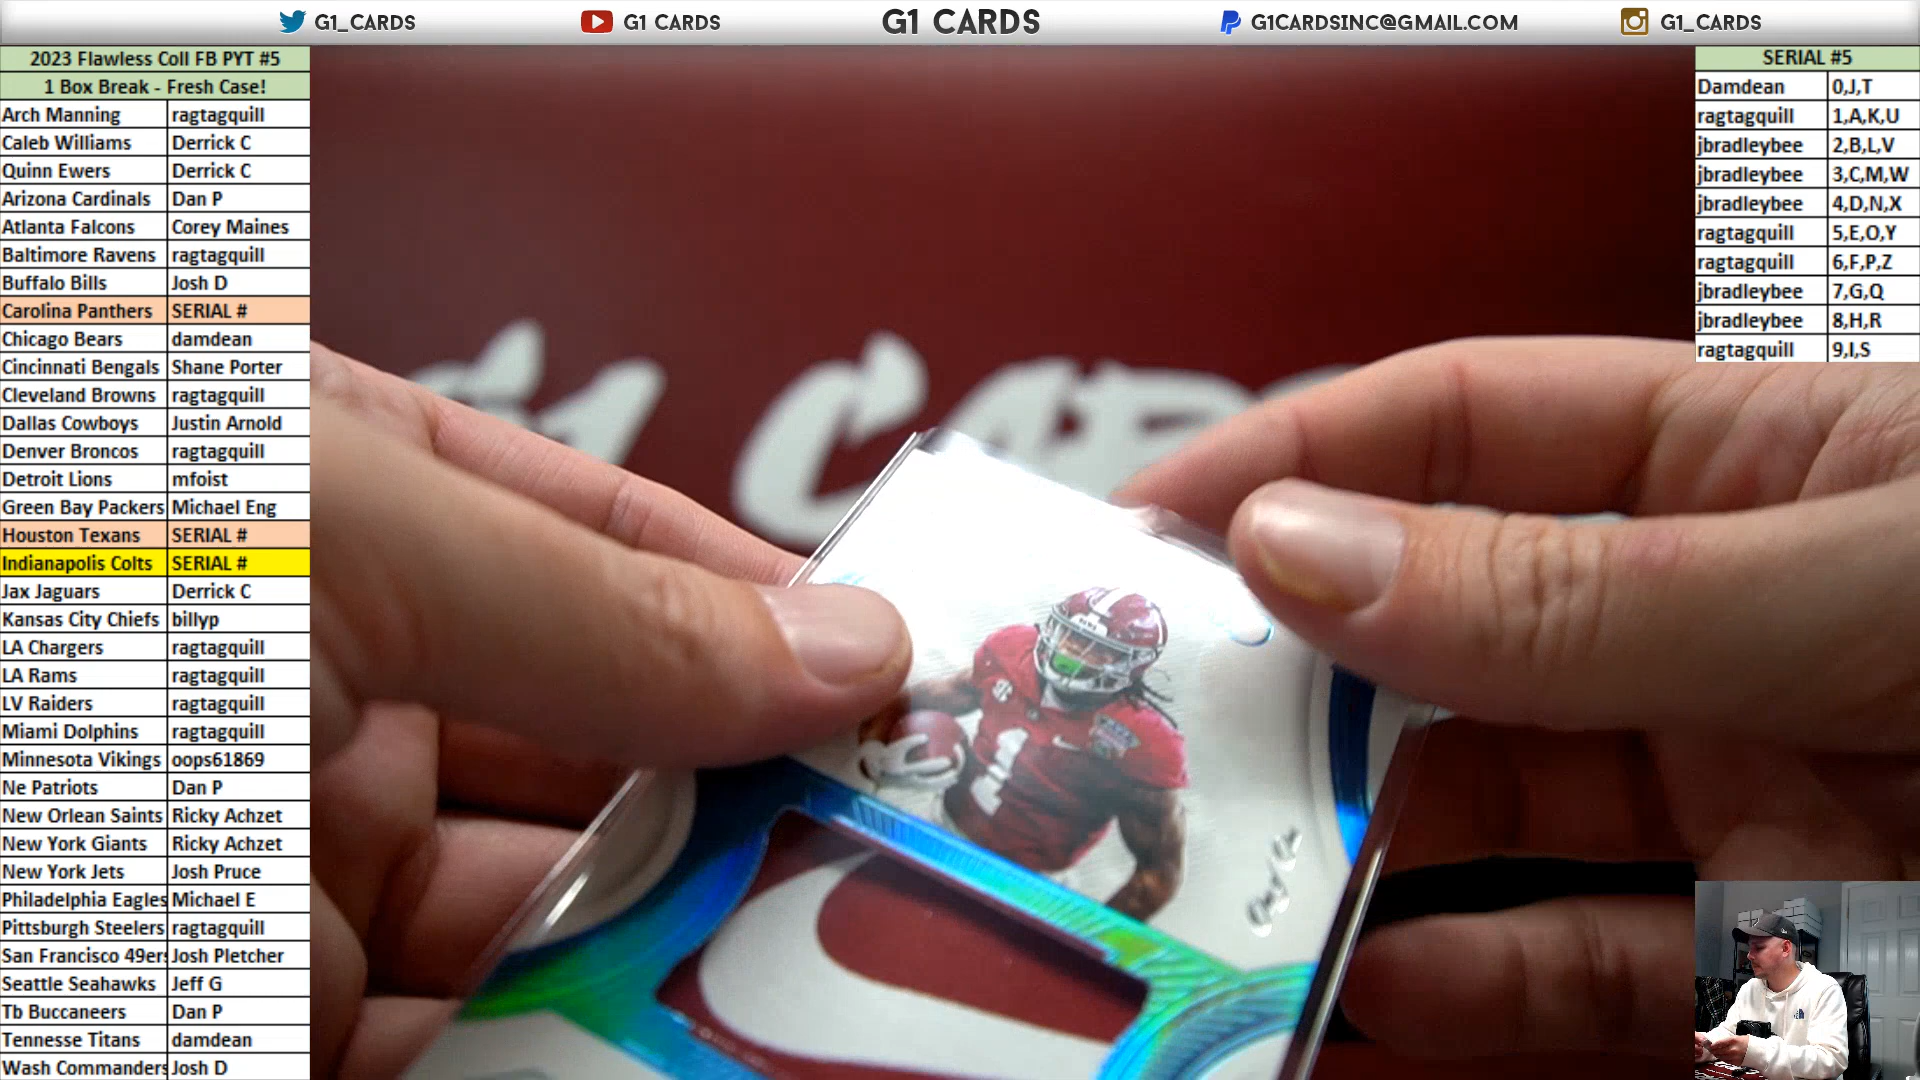 G1_CARDS G1 CARDS G1 CARDS G1CARDSINC@GMAIL.COM G1_CARDS
2023 Flawless Coll FB PYT #5
1 Box Break - Fresh Case!
Arch Manning ragtagquill
Caleb Williams Derrick C
Quinn Ewers Derrick C
Arizona Cardinals Dan P
Atlanta Falcons Corey Maines
Baltimore Ravens ragtagquill
Buffalo Bills Josh D
Carolina Panthers SERIAL #
Chicago Bears damdean
Cincinnati Bengals Shane Porter
Cleveland Browns ragtagquill
Dallas Cowboys Justin Arnold
Denver Broncos ragtagquill
Detroit Lions mfoist
Green Bay Packers Michael Eng
Houston Texans SERIAL #
Indianapolis Colts SERIAL #
Jax Jaguars Derrick C
Kansas City Chiefs billyp
LA Chargers ragtagquill
LA Rams ragtagquill
LV Raiders ragtagquill
Miami Dolphins ragtagquill
Minnesota Vikings oops61869
Ne Patriots Dan P
New Orlean Saints Ricky Achzet
New York Giants Ricky Achzet
New York Jets Josh Pruce
Philadelphia Eagles Michael E
Pittsburgh Steelers ragtagquill
San Francisco 49ers Josh Pletcher
Seattle Seahawks Jeff G
Tb Buccaneers Dan P
Tennesse Titans damdean
Wash Commanders Josh D
SERIAL #5
Damdean 0,J,T
ragtagquill 1,A,K,U
jbradleybee 2,B,L,V
jbradleybee 3,C,M,W
jbradleybee 4,D,N,X
ragtagquill 5,E,O,Y
ragtagquill 6,F,P,Z
jbradleybee 7,G,Q
jbradleybee 8,H,R
ragtagquill 9,I,S
G1 CAR
1